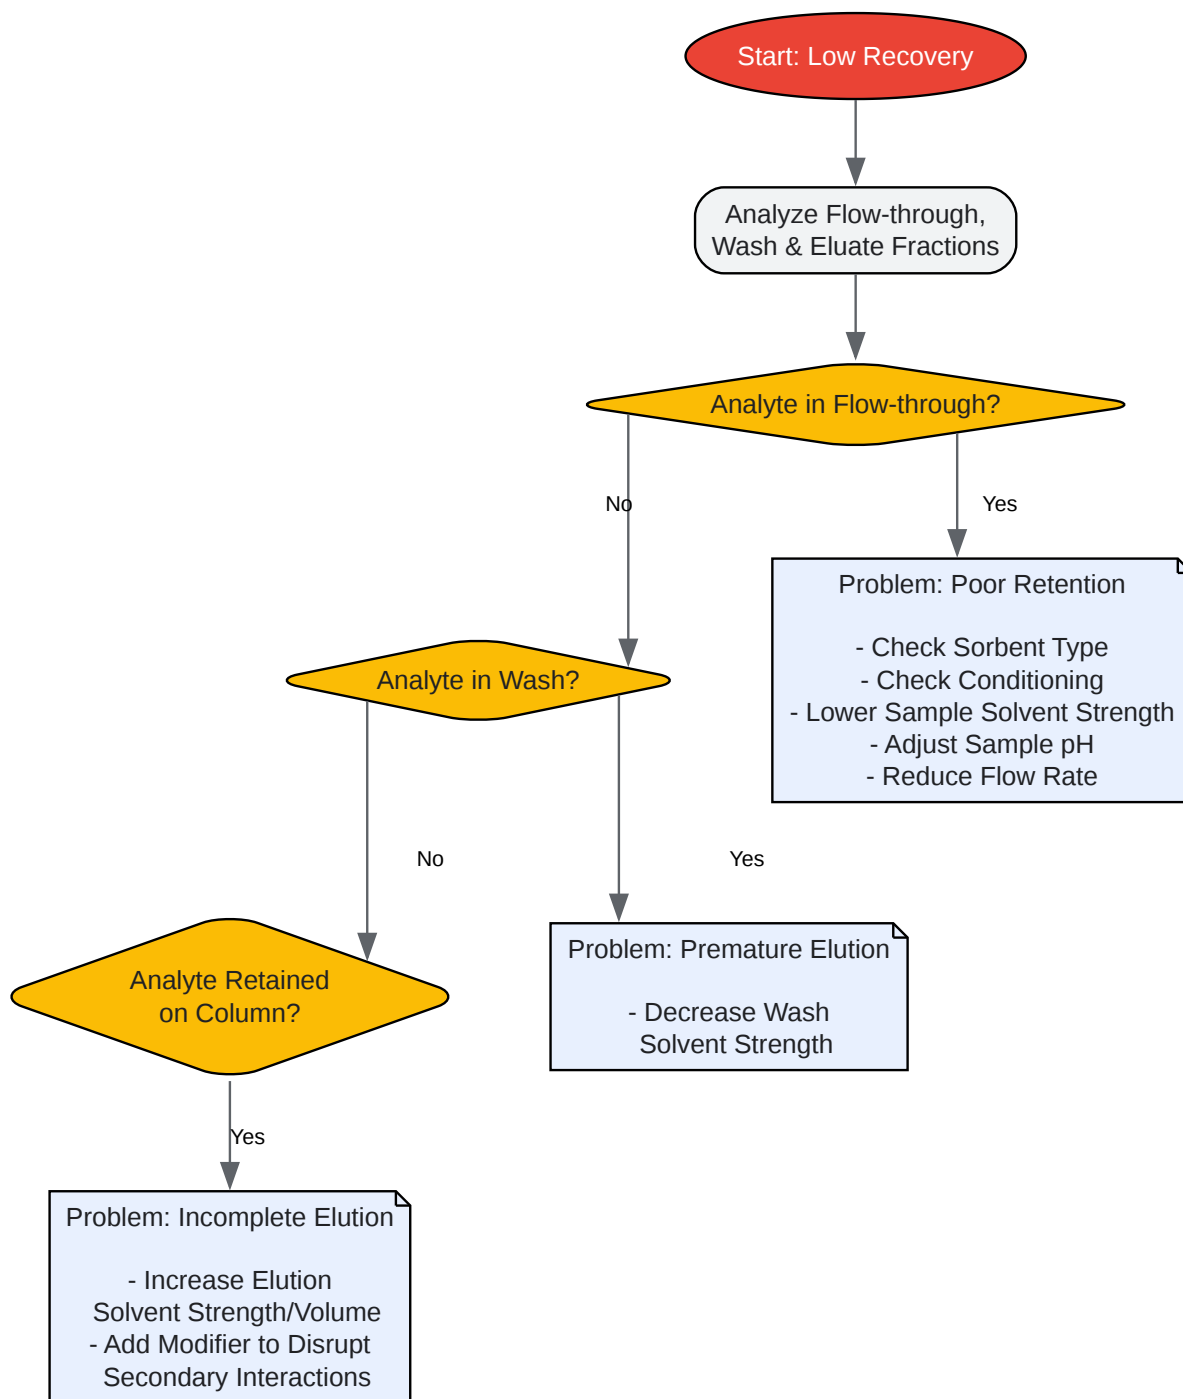 Start: Low Recovery
Analyze Flow-through,
Wash & Eluate Fractions
Analyte in Flow-through?
No
Yes
Problem: Poor Retention
- Check Sorbent Type
- Check Conditioning
- Lower Sample Solvent Strength
- Adjust Sample pH
- Reduce Flow Rate
Analyte in Wash?
No
Yes
Problem: Premature Elution
- Decrease Wash
Solvent Strength
Analyte Retained
on Column?
Yes
Problem: Incomplete Elution
- Increase Elution
Solvent Strength/Volume
- Add Modifier to Disrupt
Secondary Interactions